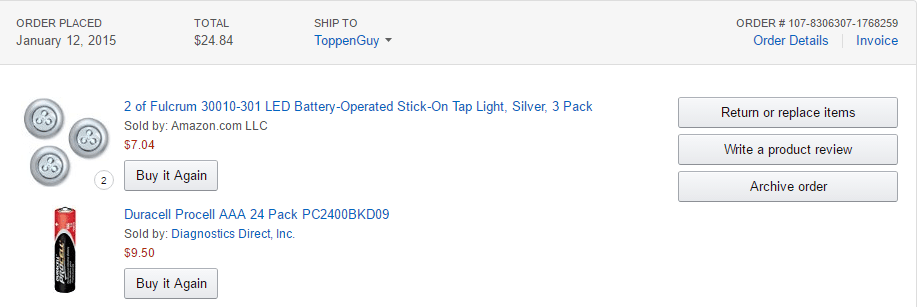 ORDER PLACED
January 12, 2015
TOTAL
$24.84
SHIP TO
ToppenGuy
ORDER # 107-8306307-1768259
Order Details
Invoice
2 of Fulcrum 30010-301 LED Battery-Operated Stick-On Tap Light, Silver, 3 Pack
Sold by: Amazon.com LLC
$7.04
2
Buy it Again
Duracell Procell AAA 24 Pack PC2400BKD09
Sold by: Diagnostics Direct, Inc.
$9.50
Buy it Again
Return or replace items
Write a product review
Archive order
PROCELL